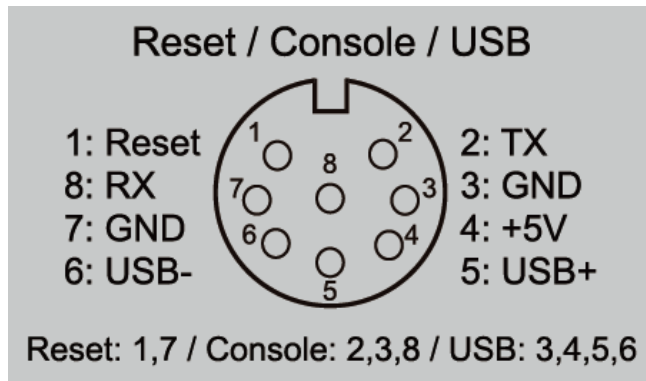 Reset / Console / USB
1: Reset
8: RX
7: GND
6: USB-
1
2
8
7
3
6
4
5
2: TX
3: GND
4: +5V
5: USB+
Reset: 1,7 / Console: 2,3,8 / USB: 3,4,5,6